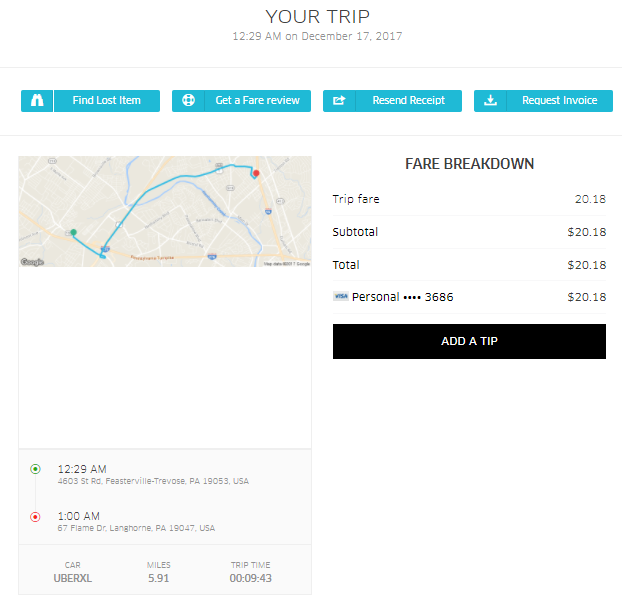 YOUR TRIP
12:29 AM on December 17, 2017
Find Lost Item
Get a Fare review
Resend Receipt
Request Invoice
Google
Pennsylvania Turnpike
Map data ©2017 Google
12:29 AM
4603 St Rd, Feasterville-Trevose, PA 19053, USA
1:00 AM
67 Flame Dr, Langhorne, PA 19047, USA
CAR
UBERXL
MILES
5.91
TRIP TIME
00:09:43
FARE BREAKDOWN
Trip fare 20.18
Subtotal $20.18
Total $20.18
VISA Personal •••• 3686 $20.18
ADD A TIP